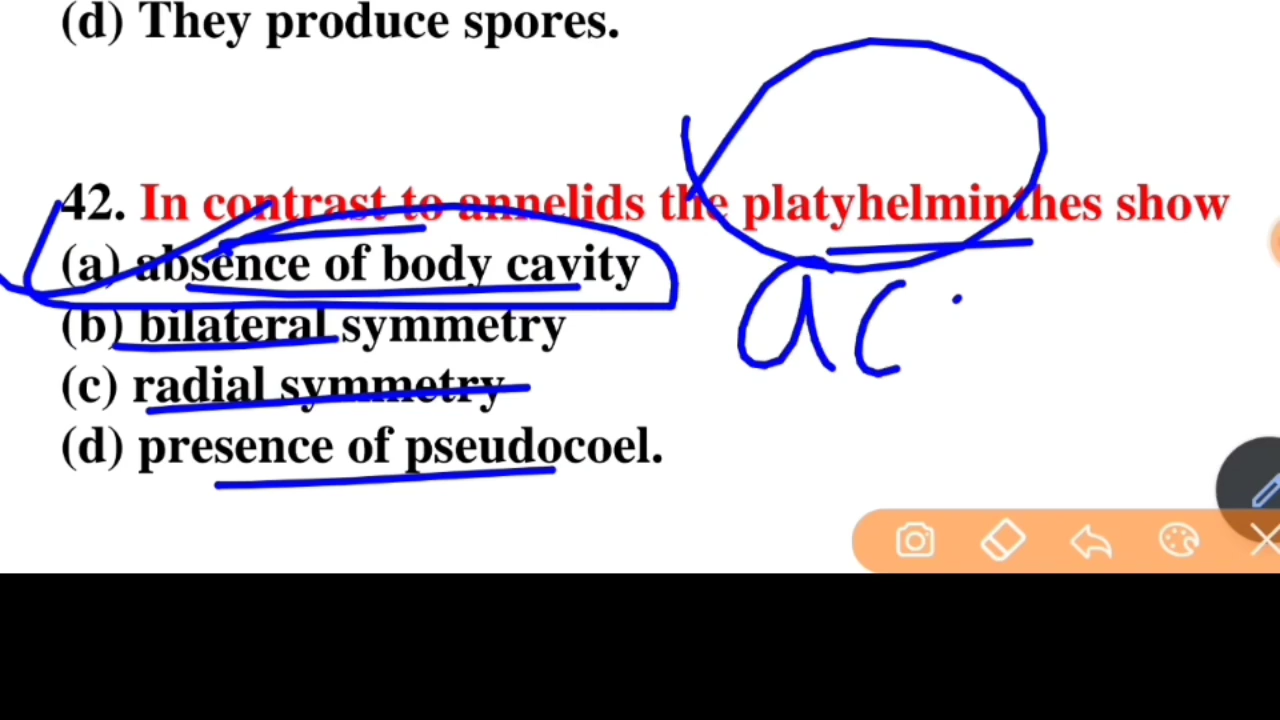 (d) They produce spores.
42. In contrast to annelids the platyhelminthes show
(a) absence of body cavity
ac
(b) bilateral symmetry
(c) radial symmetry
(d) presence of pseudocoel.